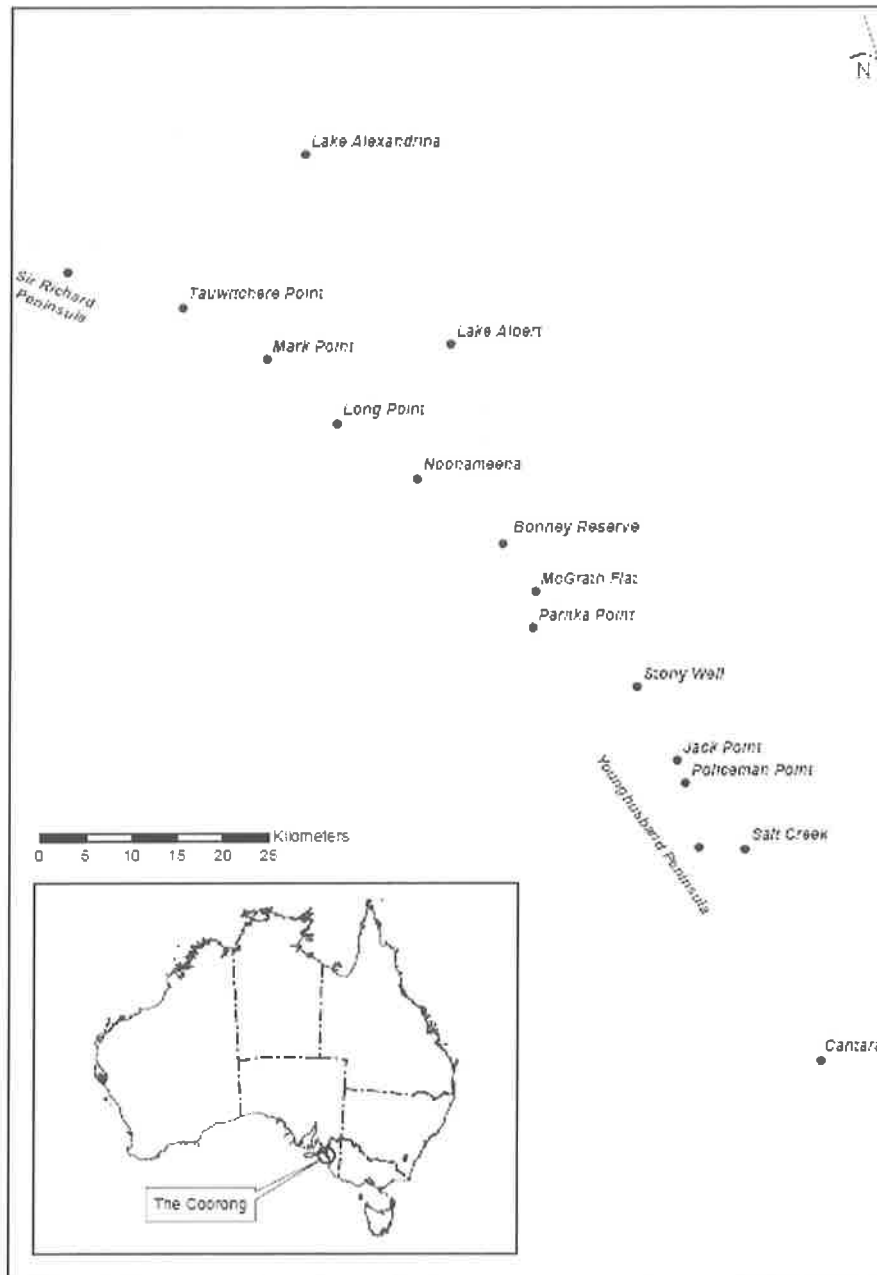 N
Lake Alexandrina
Sir Richard
Peninsula
Tauwitchere Point
Lake Albert
Mark Point
Long Point
Noonameena
Bonney Reserve
McGrath Flat
Parnka Point
Stony Well
Jack Point
Policeman Point
Younghusband Peninsula
Salt Creek
Kilometers
0 5 10 15 20 25
Cantara
The Coorong